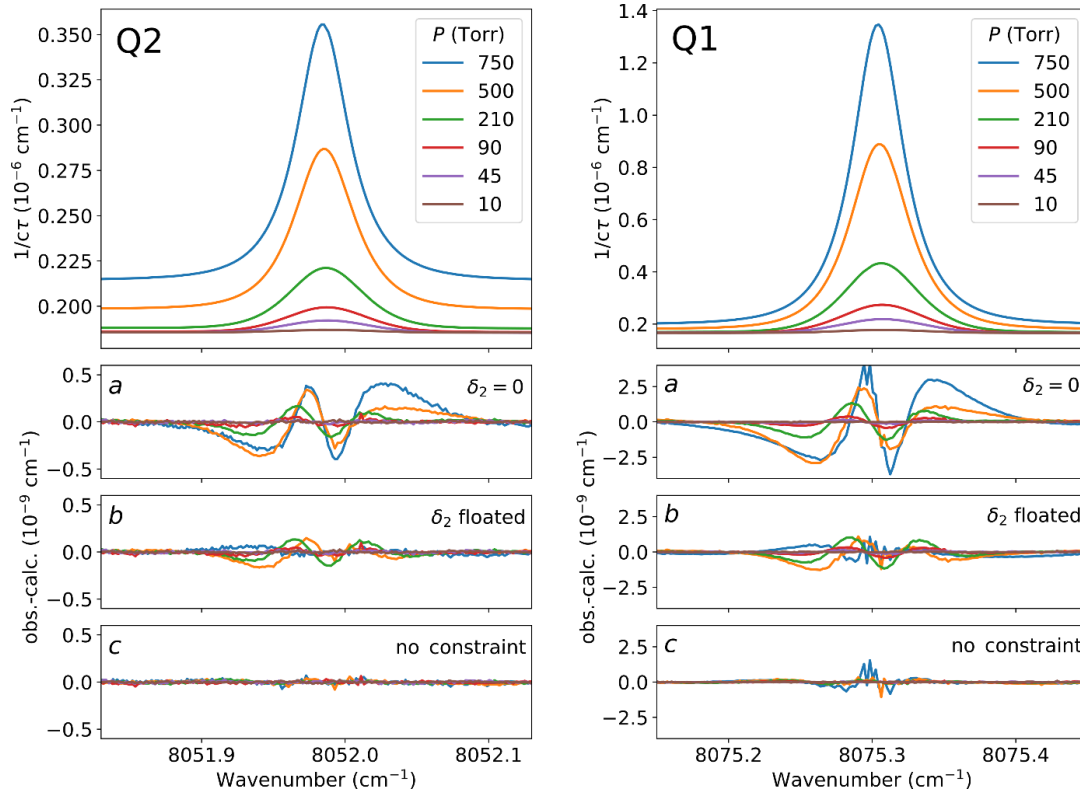 Q2
P (Torr)
750
500
210
90
45
10
0.350
0.325
0.300
0.275
0.250
0.225
0.200
1/cτ (10⁻⁶ cm⁻¹)
a
δ₂ = 0
0.5
0.0
−0.5
b
δ₂ floated
0.5
0.0
−0.5
c
no constraint
0.5
0.0
−0.5
obs.-calc. (10⁻⁹ cm⁻¹)
8051.9 8052.0 8052.1
Wavenumber (cm⁻¹)
Q1
P (Torr)
750
500
210
90
45
10
1.4
1.2
1.0
0.8
0.6
0.4
0.2
1/cτ (10⁻⁶ cm⁻¹)
a
δ₂ = 0
2.5
0.0
−2.5
b
δ₂ floated
2.5
0.0
−2.5
c
no constraint
2.5
0.0
−2.5
obs.-calc. (10⁻⁹ cm⁻¹)
8075.2 8075.3 8075.4
Wavenumber (cm⁻¹)